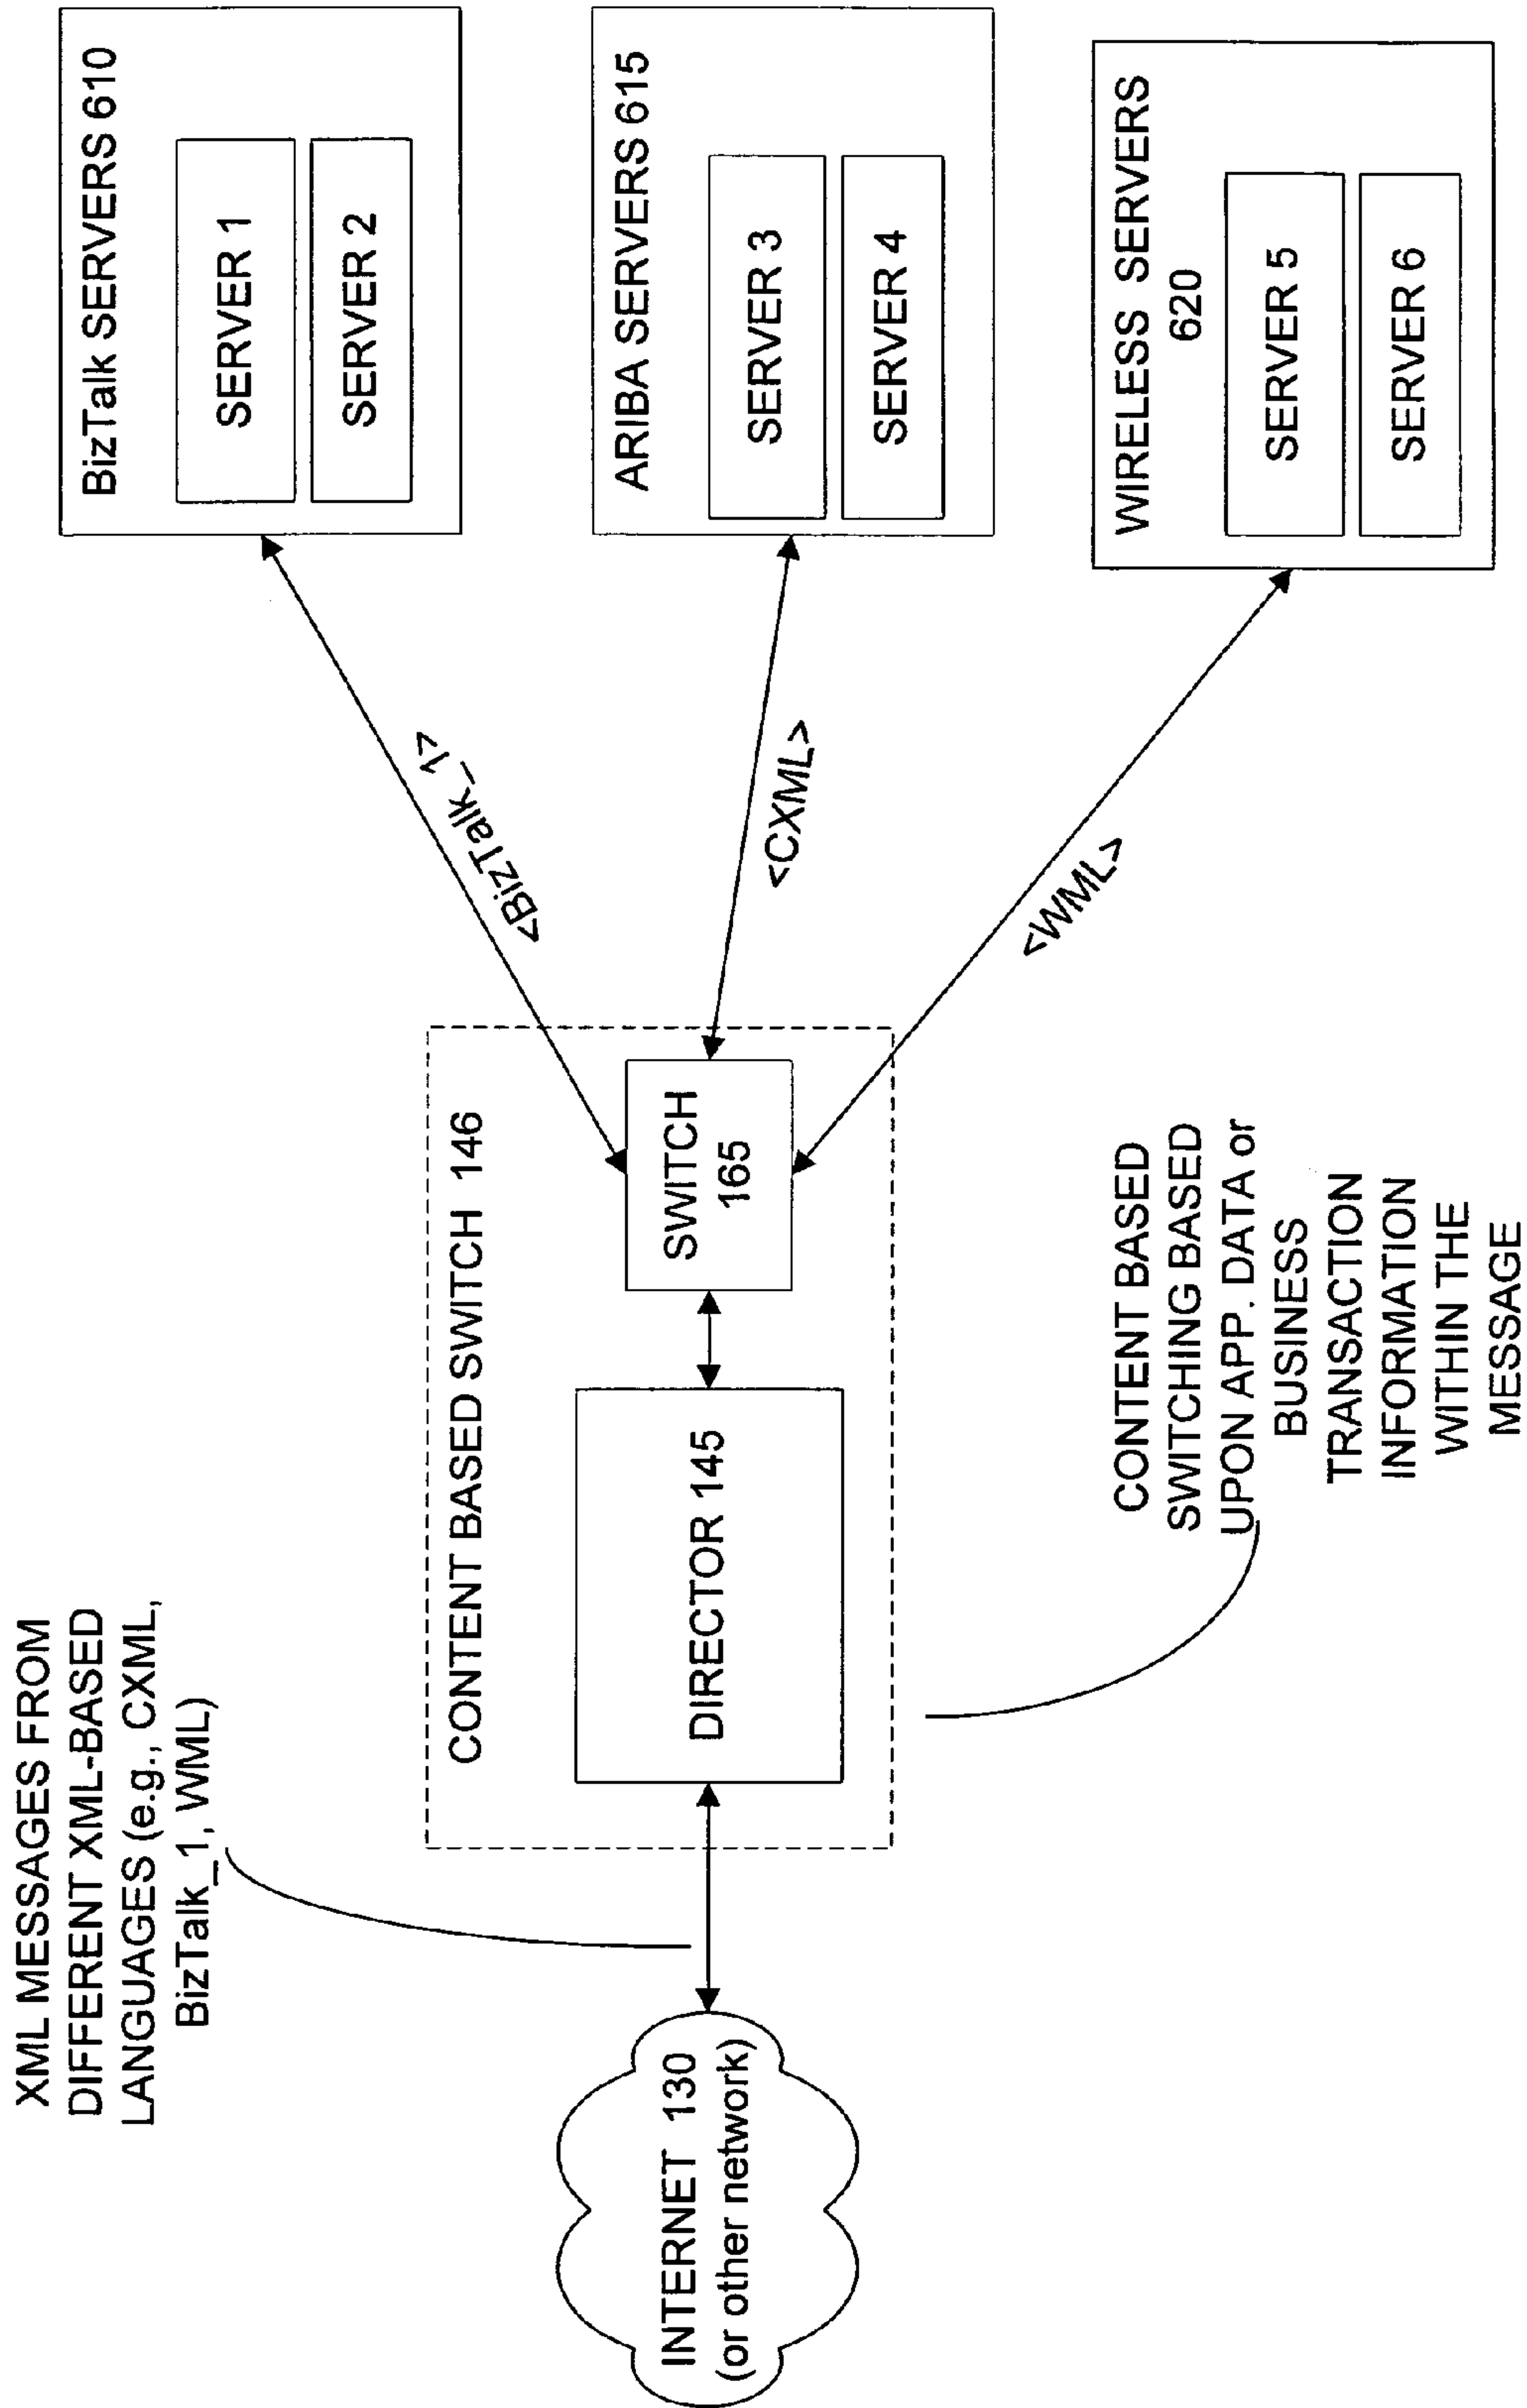 XML MESSAGES FROM
DIFFERENT XML-BASED
LANGUAGES (e.g., CXML,
BizTalk_1, WML)
INTERNET 130
(or other network)
CONTENT BASED SWITCH 146
DIRECTOR 145
SWITCH
165
CONTENT BASED
SWITCHING BASED
UPON APP. DATA or
BUSINESS
TRANSACTION
INFORMATION
WITHIN THE
MESSAGE
<BizTalk_1>
<CXML>
<WML>
BizTalk SERVERS 610
SERVER 1
SERVER 2
ARIBA SERVERS 615
SERVER 3
SERVER 4
WIRELESS SERVERS
620
SERVER 5
SERVER 6